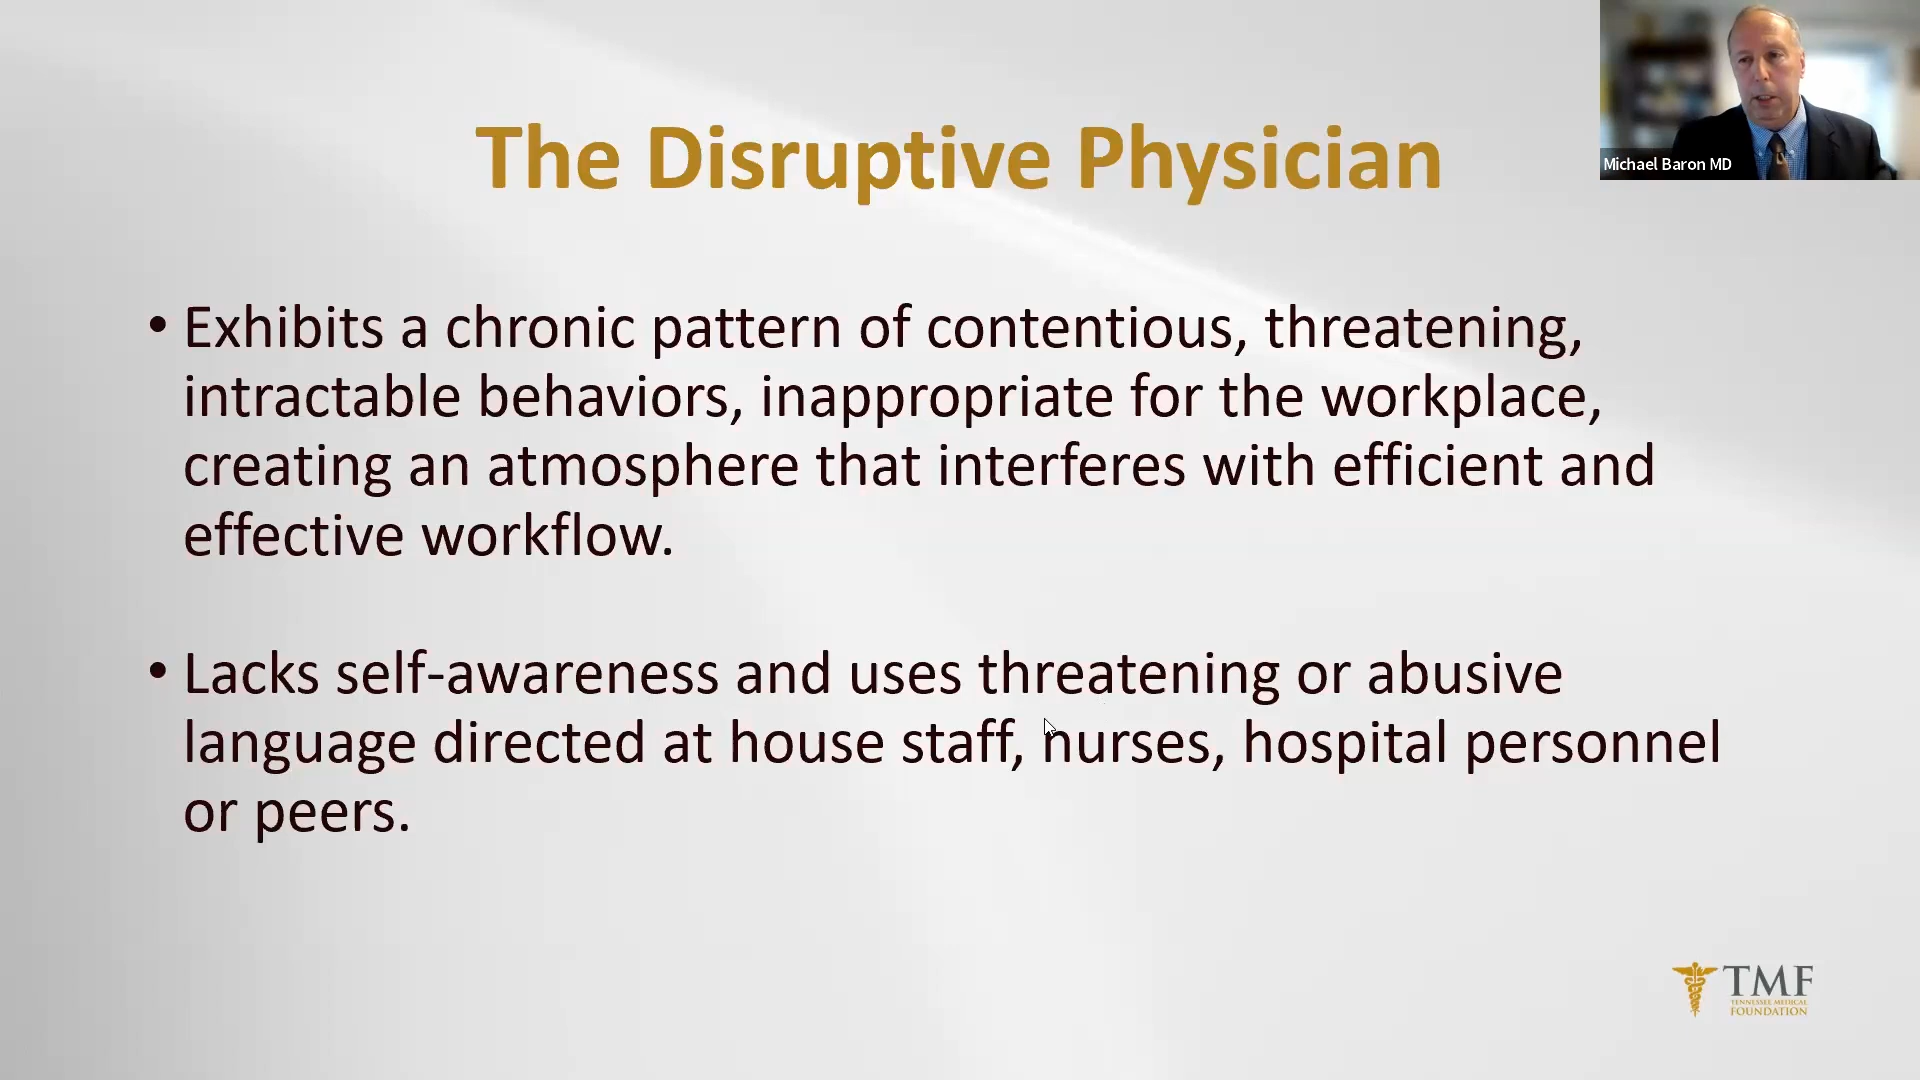 The Disruptive Physician
Michael Baron MD
• Exhibits a chronic pattern of contentious, threatening,
intractable behaviors, inappropriate for the workplace,
creating an atmosphere that interferes with efficient and
effective workflow.
• Lacks self-awareness and uses threatening or abusive
language directed at house staff, nurses, hospital personnel
or peers.
TMF
TENNESSEE MEDICAL
FOUNDATION